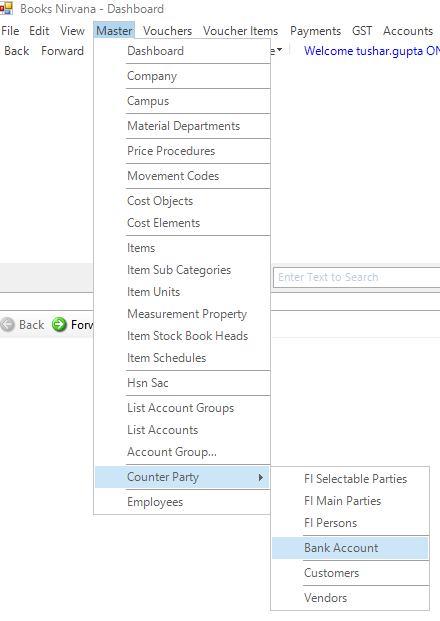 Books Nirvana - Dashboard
File Edit View Master Vouchers Voucher Items Payments GST Accounts
Back Forward Welcome tushar.gupta ON
Dashboard
Company
Campus
Material Departments
Price Procedures
Movement Codes
Cost Objects
Cost Elements
Items
Item Sub Categories
Enter Text to Search
Item Units
Measurement Property
Back Forw
Item Stock Book Heads
Item Schedules
Hsn Sac
List Account Groups
List Accounts
Account Group...
Counter Party
FI Selectable Parties
Employees
FI Main Parties
FI Persons
Bank Account
Customers
Vendors